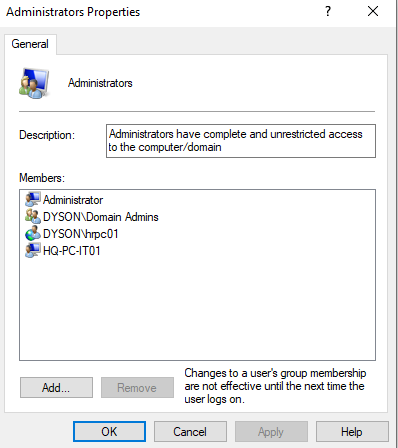 Administrators Properties
?
General
Administrators
Description:
Administrators have complete and unrestricted access
to the computer/domain
Members:
Administrator
DYSON\Domain Admins
DYSON\hrpc01
HQ-PC-IT01
Add...
Remove
Changes to a user's group membership
are not effective until the next time the
user logs on.
OK
Cancel
Apply
Help